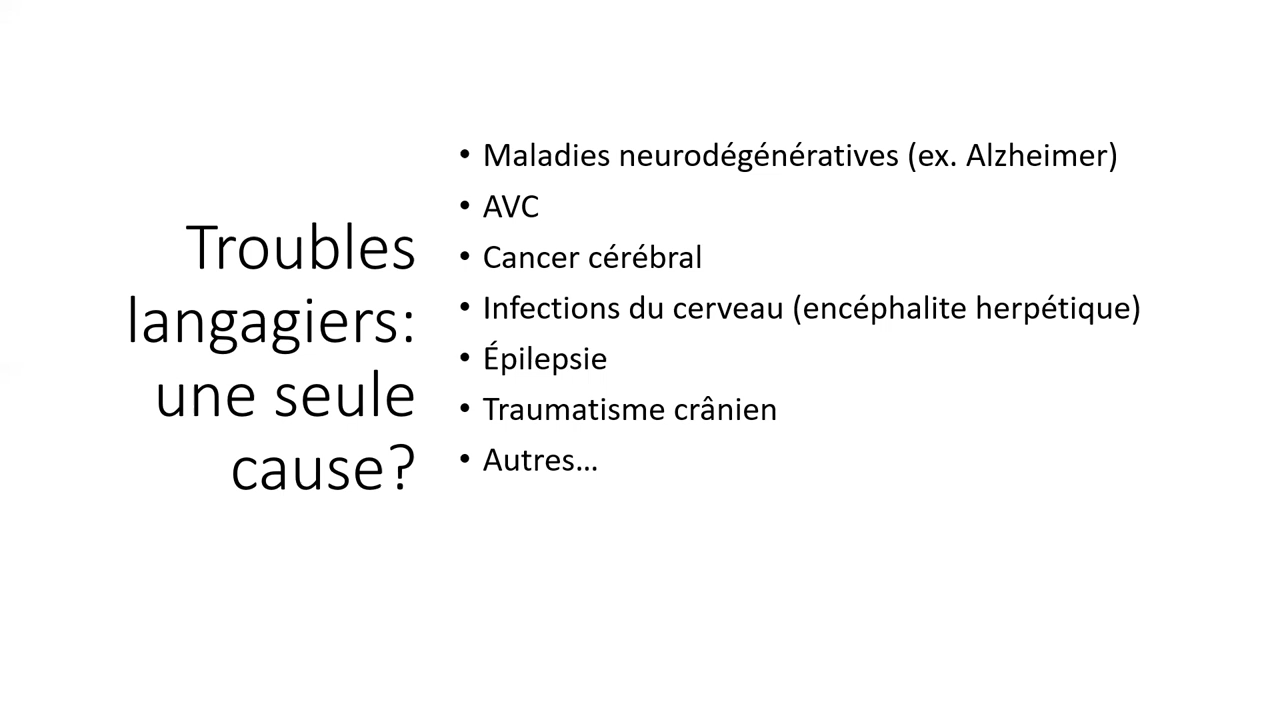 Troubles
langagiers:
une seule
cause?
• Maladies neurodégénératives (ex. Alzheimer)
• AVC
• Cancer cérébral
• Infections du cerveau (encéphalite herpétique)
• Épilepsie
• Traumatisme crânien
• Autres…